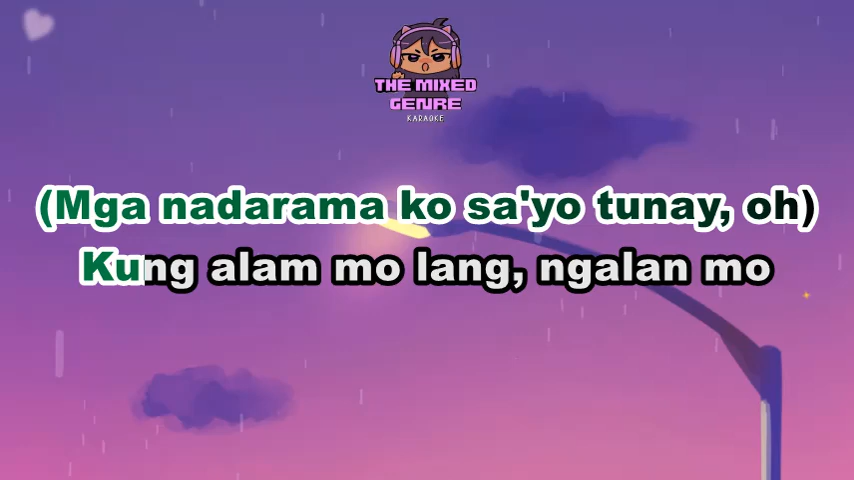 THE MIXED
GENRE
KARAOKE
(Mga nadarama ko sa'yo tunay, oh)
Kung alam mo lang, ngalan mo